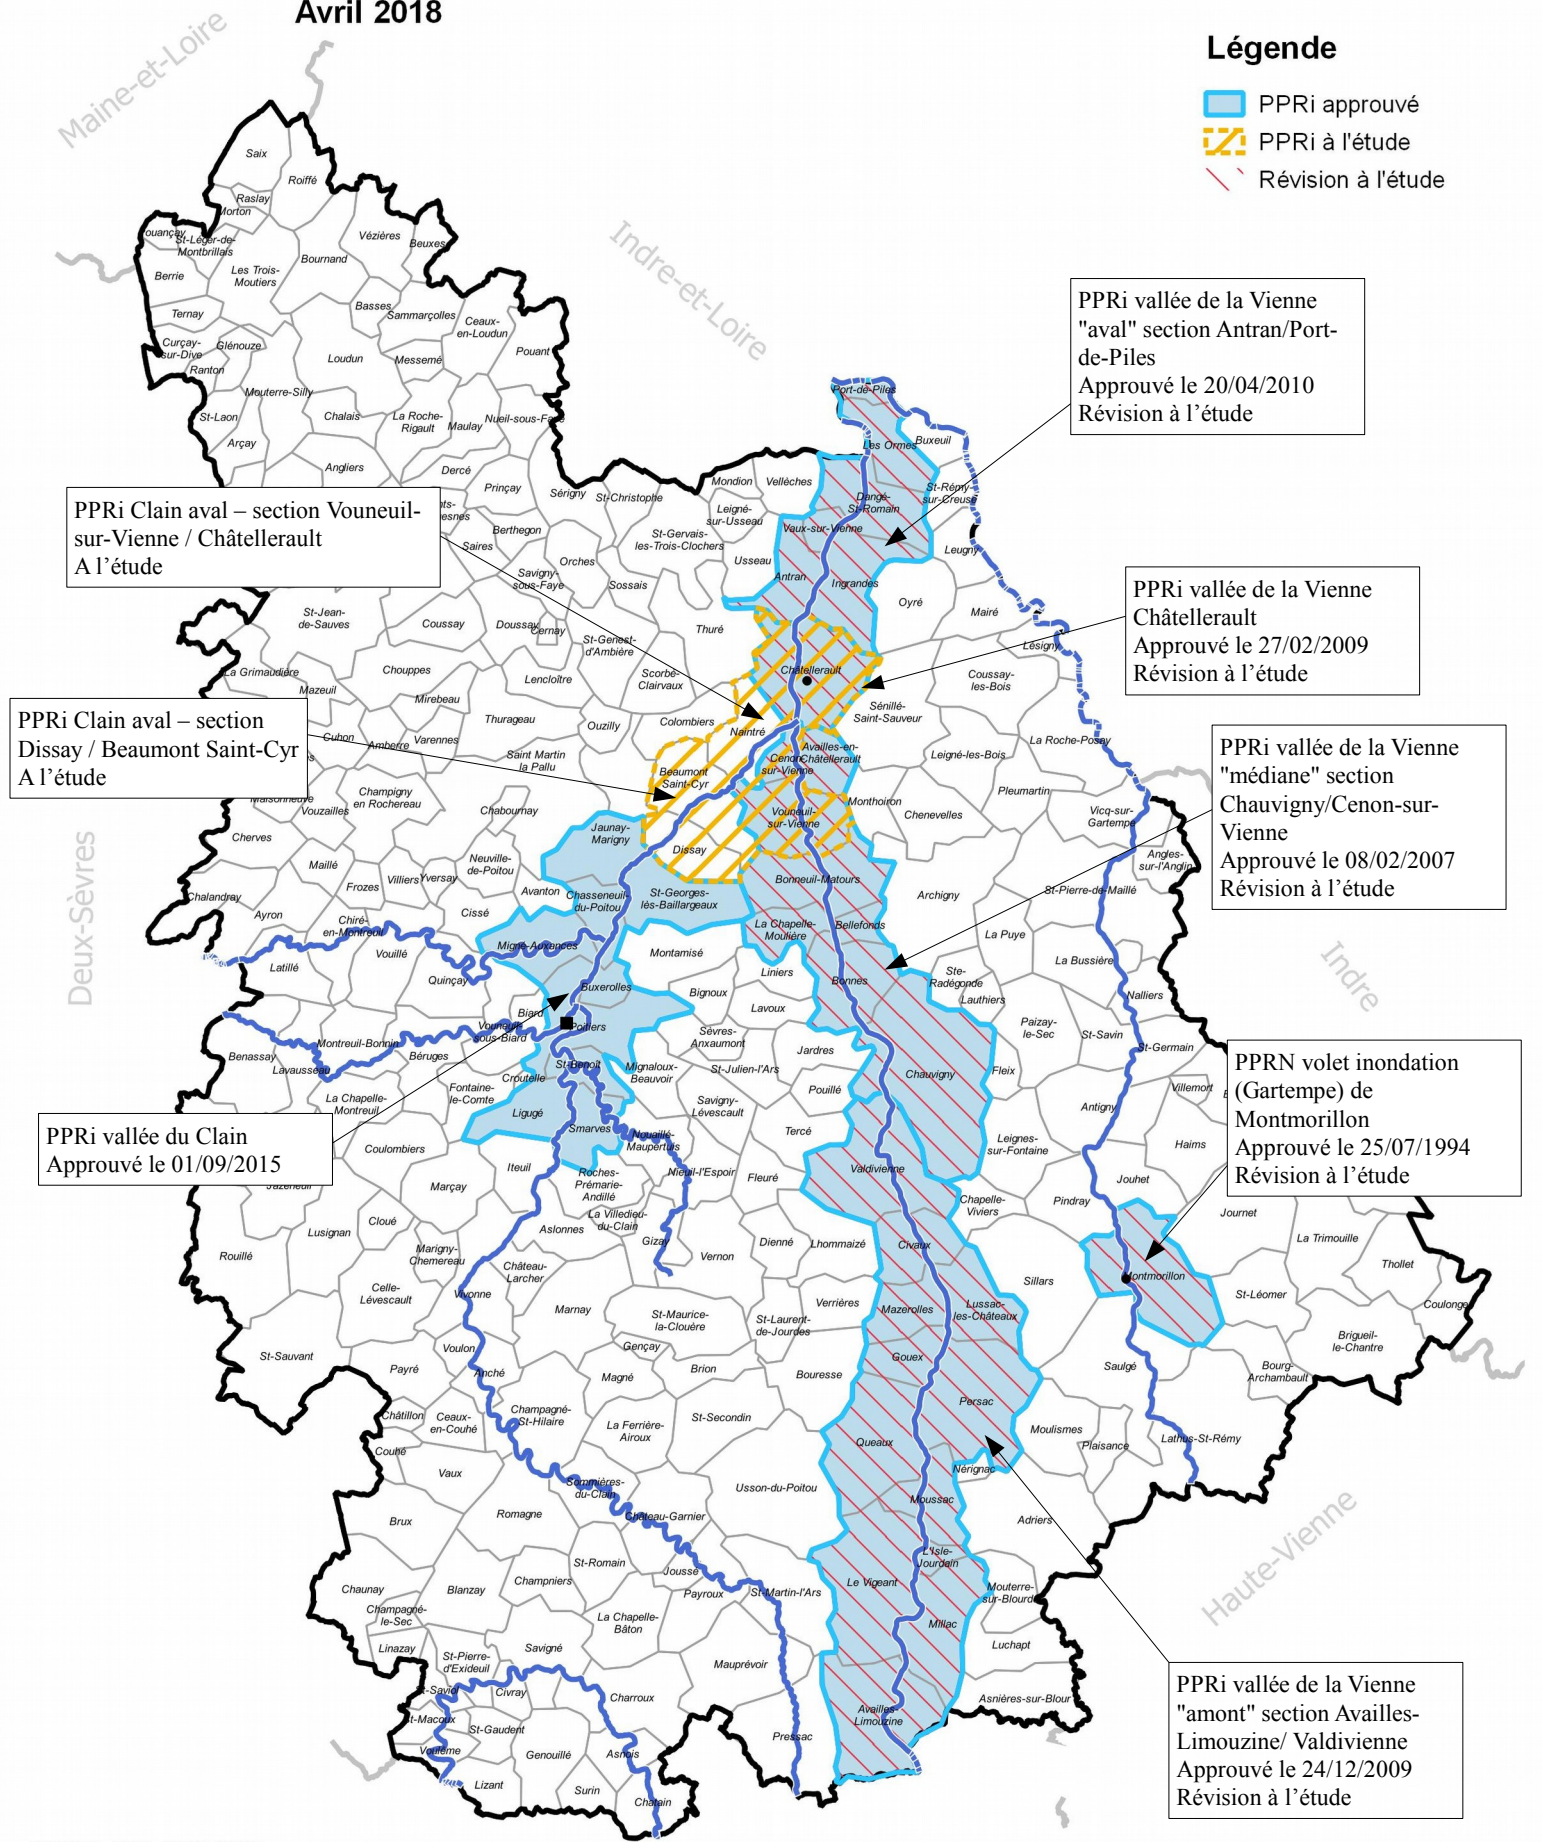 Avril 2018
Légende
PPRi approuvé
PPRi à l'étude
Révision à l'étude
Maine-et-Loire
Indre-et-Loire
Deux-Sèvres
Indre
Haute-Vienne
PPRi vallée de la Vienne
"aval" section Antran/Port-
de-Piles
Approuvé le 20/04/2010
Révision à l'étude
PPRi Clain aval – section Vouneuil-
sur-Vienne / Châtellerault
A l'étude
PPRi vallée de la Vienne
Châtellerault
Approuvé le 27/02/2009
Révision à l'étude
PPRi Clain aval – section
Dissay / Beaumont Saint-Cyr
A l'étude
PPRi vallée de la Vienne
"médiane" section
Chauvigny/Cenon-sur-
Vienne
Approuvé le 08/02/2007
Révision à l'étude
PPRN volet inondation
(Gartempe) de
Montmorillon
Approuvé le 25/07/1994
Révision à l'étude
PPRi vallée du Clain
Approuvé le 01/09/2015
PPRi vallée de la Vienne
"amont" section Availles-
Limouzine/ Valdivienne
Approuvé le 24/12/2009
Révision à l'étude
Saix
Roiffé
Raslay
Morton
St-Léger-de-
Montbrillais
Vézières
Beuxes
Berrie
Les Trois-
Moutiers
Bournand
Ternay
Basses
Sammarçolles
Ceaux-
en-Loudun
Curçay-
sur-Dive
Glénouze
Ranton
Loudun
Messemé
Pouant
Mouterre-Silly
St-Laon
Chalais
La Roche-
Rigault
Maulay
Nueil-sous-Fa
Arçay
Angliers
Dercé
Prinçay
Sérigny
St-Christophe
Mondion
Vellèches
Port-de-Piles
Les Ormes
Buxeuil
Leigné-
sur-Usseau
Dangé-
St-Romain
St-Rémy-
sur-Creuse
Berthegon
Saires
St-Gervais-
les-Trois-Clochers
Vaux-sur-Vienne
Leugny
Orches
Usseau
Savigny-
sous-Faye
Sossais
Antran
Ingrandes
Oyré
Mairé
St-Jean-
de-Sauves
Coussay
Doussay
Cernay
St-Genest-
d'Ambière
Thuré
Lésigny
La Grimaudière
Chouppes
Lencloître
Scorbé-
Clairvaux
Châtellerault
Coussay-
les-Bois
Mazeuil
Mirebeau
Thurageau
Ouzilly
Colombiers
Naintré
Sénillé-
Saint-Sauveur
Cuhon
Amberre
Varennes
Saint Martin
la Pallu
Availles-en-
Châtellerault
Cenon-
sur-Vienne
Leigné-les-Bois
La Roche-Posay
Beaumont
Saint-Cyr
Maisonneuve
Vouzailles
Champigny
en Rochereau
Chabournay
Vouneuil-
sur-Vienne
Monthoiron
Chenevelles
Pleumartin
Vicq-sur-
Gartempe
Cherves
Jaunay-
Marigny
Dissay
Angles-
sur-l'Anglin
Maillé
Neuville-
de-Poitou
Frozes
Villiers
Yversay
Avanton
Chasseneuil-
du-Poitou
St-Georges-
lès-Baillargeaux
Bonneuil-Matours
Archigny
St-Pierre-de-Maillé
Chalandray
Ayron
Chiré-
en-Montreuil
Cissé
La Chapelle-
Moulière
Bellefonds
La Puye
Migné-Auxances
Montamisé
La Bussière
Latillé
Vouillé
Quinçay
Buxerolles
Bignoux
Liniers
Bonnes
Ste-
Radégonde
Lauthiers
Nalliers
Lavoux
Biard
Poitiers
Vouneuil-
sous-Biard
Sèvres-
Anxaumont
Paizay-
le-Sec
St-Savin
St-Germain
Benassay
Lavausseau
Montreuil-Bonnin
Béruges
St-Benoît
Mignaloux-
Beauvoir
St-Julien-l'Ars
Jardres
Chauvigny
Fleix
Croutelle
Fontaine-
le-Comte
Pouillé
Villemort
La Chapelle-
Montreuil
Ligugé
Savigny-
Lévescault
Antigny
Smarves
Nouaillé-
Maupertuis
Tercé
Leignes-
sur-Fontaine
Haims
Coulombiers
Iteuil
Roches-
Prémarie-
Andillé
Nieuil-l'Espoir
Fleuré
Valdivienne
Jouhet
Jazeneuil
Marçay
Chapelle-
Viviers
Pindray
Journet
Lusignan
Cloué
Aslonnes
La Villedieu-
du-Clain
Gizay
Dienné
Lhommaizé
Civaux
La Trimouille
Rouillé
Marigny-
Chemereau
Château-
Larcher
Vernon
Sillars
Montmorillon
Thollet
Celle-
Lévescault
Vivonne
Marnay
St-Maurice-
la-Clouère
St-Laurent-
de-Jourdes
Verrières
Mazerolles
Lussac-
les-Châteaux
St-Léomer
Coulonge
Brigueil-
le-Chantre
St-Sauvant
Voulon
Gençay
Gouex
Saulgé
Bourg-
Archambault
Payré
Anché
Magné
Brion
Bouresse
Persac
Châtillon
Ceaux-
en-Couhé
Champagné-
St-Hilaire
La Ferrière-
Airoux
St-Secondin
Queaux
Moulismes
Plaisance
Lathus-St-Rémy
Couhé
Vaux
Sommières-
du-Clain
Usson-du-Poitou
Nérignac
Moussac
Brux
Romagne
Château-Garnier
Adriers
St-Romain
L'Isle-
Jourdain
Chaunay
Blanzay
Champniers
Joussé
Payroux
St-Martin-l'Ars
Le Vigeant
Mouterre-
sur-Blourde
Champagné-
le-Sec
La Chapelle-
Bâton
Millac
Linazay
St-Pierre-
d'Exideuil
Savigné
Mauprévoir
Luchapt
St-Saviol
Civray
Charroux
Asnières-sur-Blour
St-Macoux
St-Gaudent
Availles-
Limouzine
Voulême
Genouillé
Asnois
Pressac
Lizant
Surin
Chatain